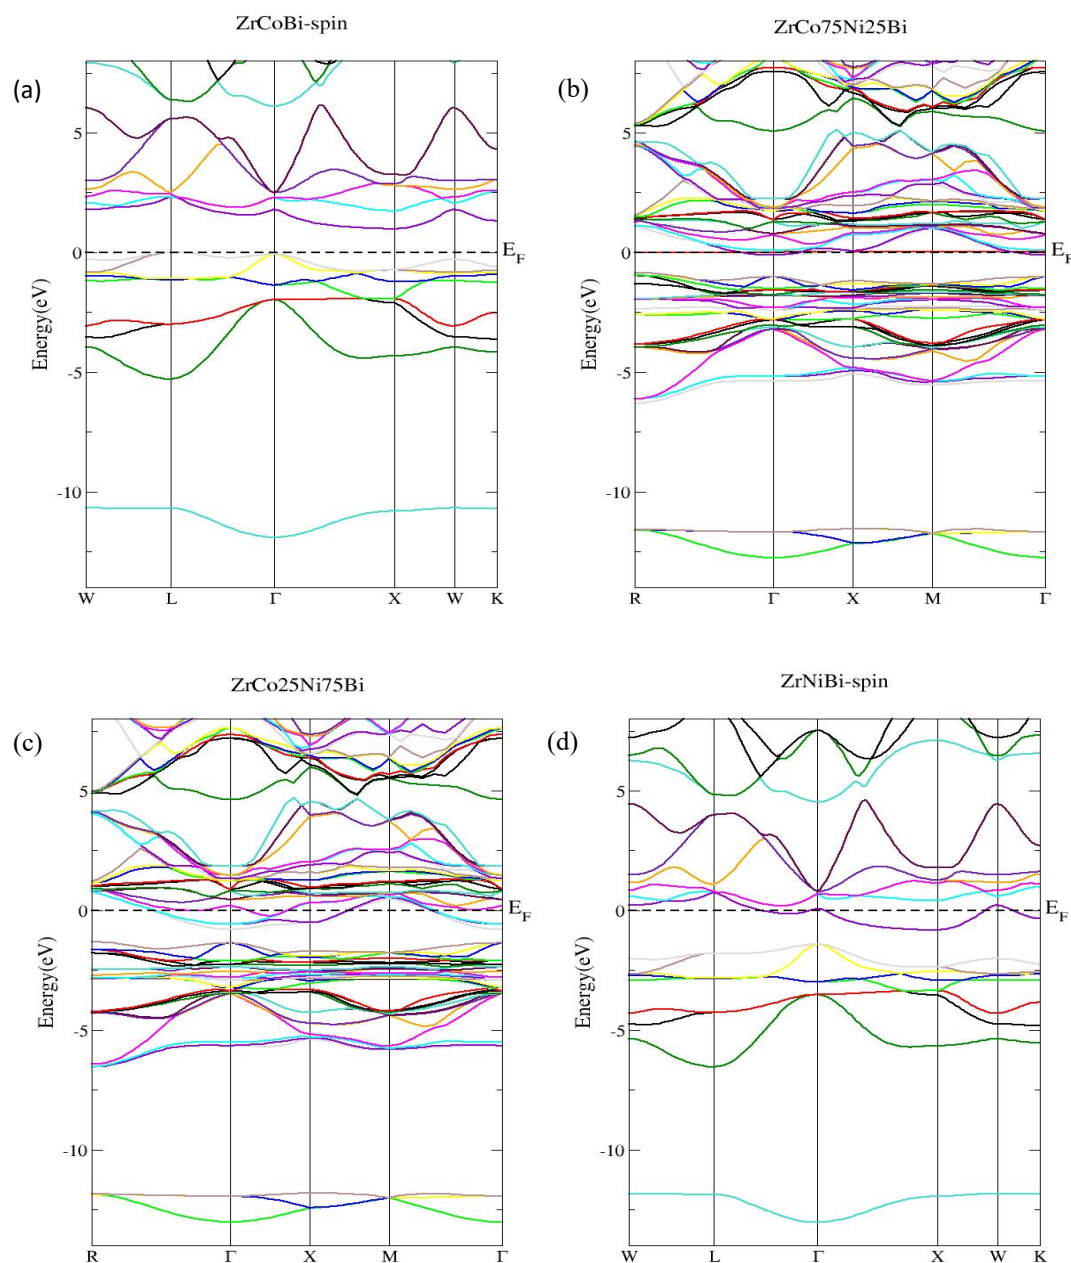 ZrCoBi-spin
(a)
5
0
-5
-10
Energy(eV)
E_F
W L Γ X W K
ZrCo75Ni25Bi
(b)
5
0
-5
-10
Energy(eV)
E_F
R Γ X M Γ
ZrCo25Ni75Bi
(c)
5
0
-5
-10
Energy(eV)
E_F
R Γ X M Γ
ZrNiBi-spin
(d)
5
0
-5
-10
Energy(eV)
E_F
W L Γ X W K